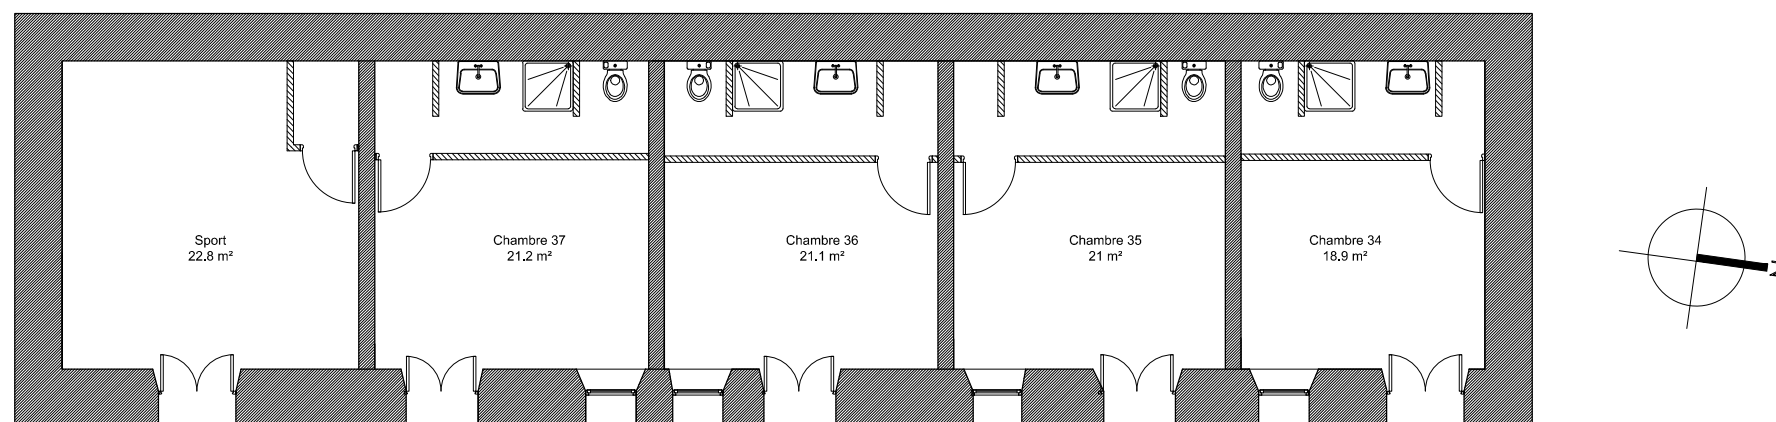 Sport
22.8 m²
Chambre 37
21.2 m²
Chambre 36
21.1 m²
Chambre 35
21 m²
Chambre 34
18.9 m²